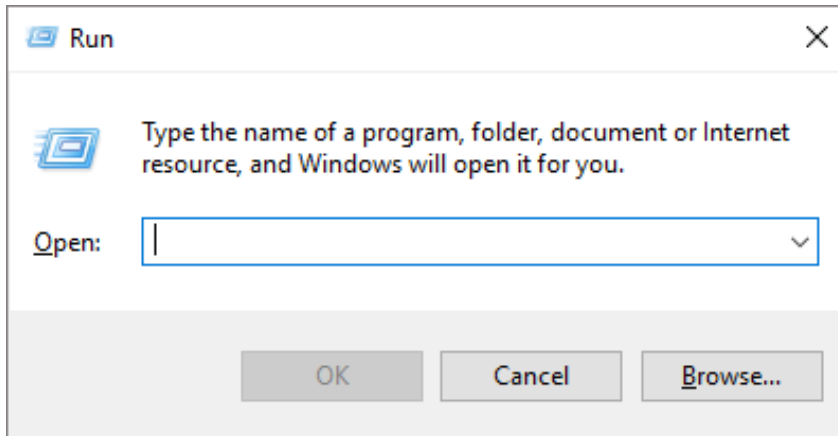 Run
Type the name of a program, folder, document or Internet
resource, and Windows will open it for you.
Open:
OK
Cancel
Browse...